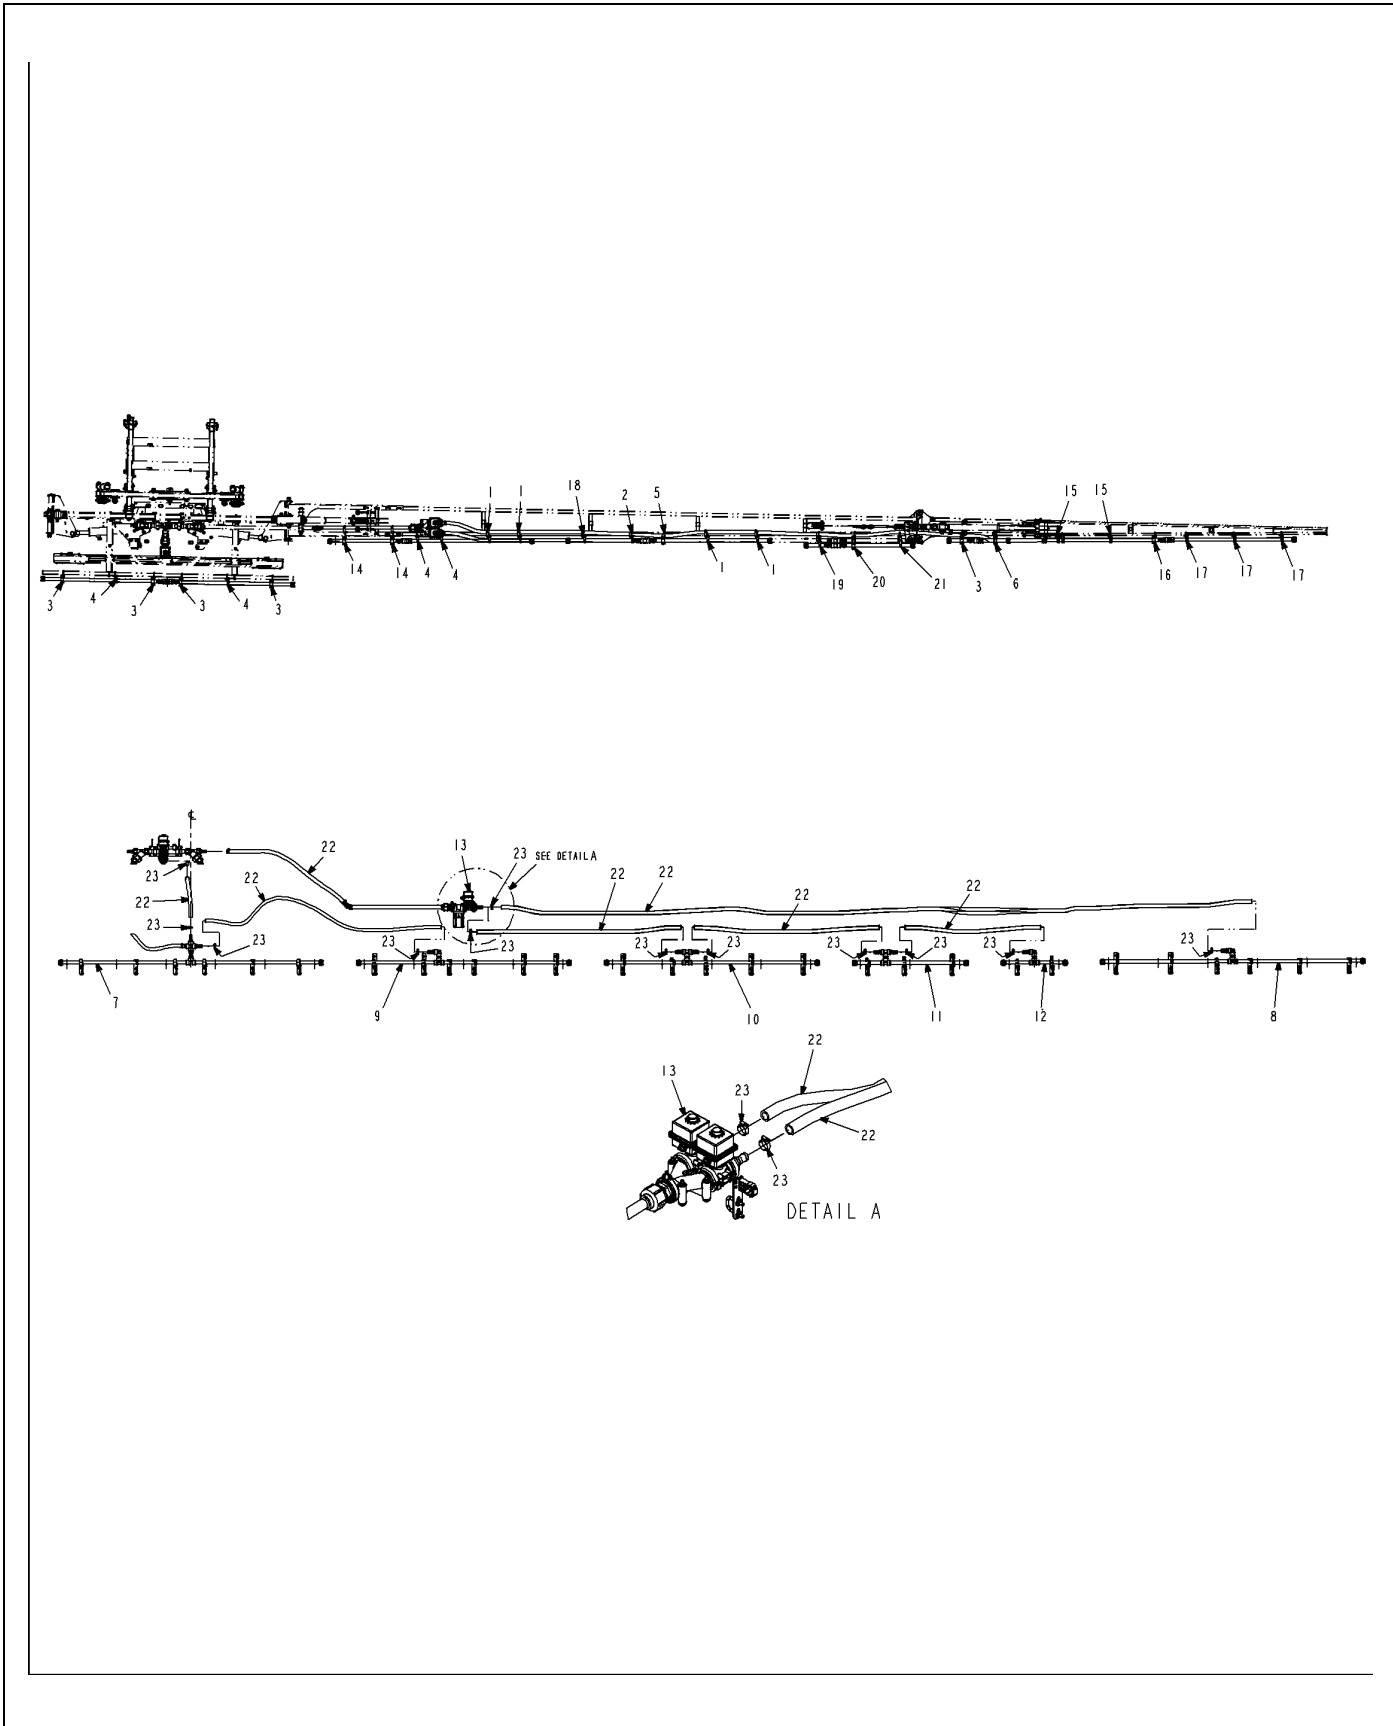 1 1 18 2 5 15 15
14 14 4 4 1 1 19 20 21 3 6 16 17 17 17
3 4 3 3 4 3
℄
22 13 23 SEE DETAIL A
23 22 22 22 22 22
22
23 23 23 23 23 23 23 23 23 23
7 9 10 11 12 8
22
13 23
22
23
DETAIL A